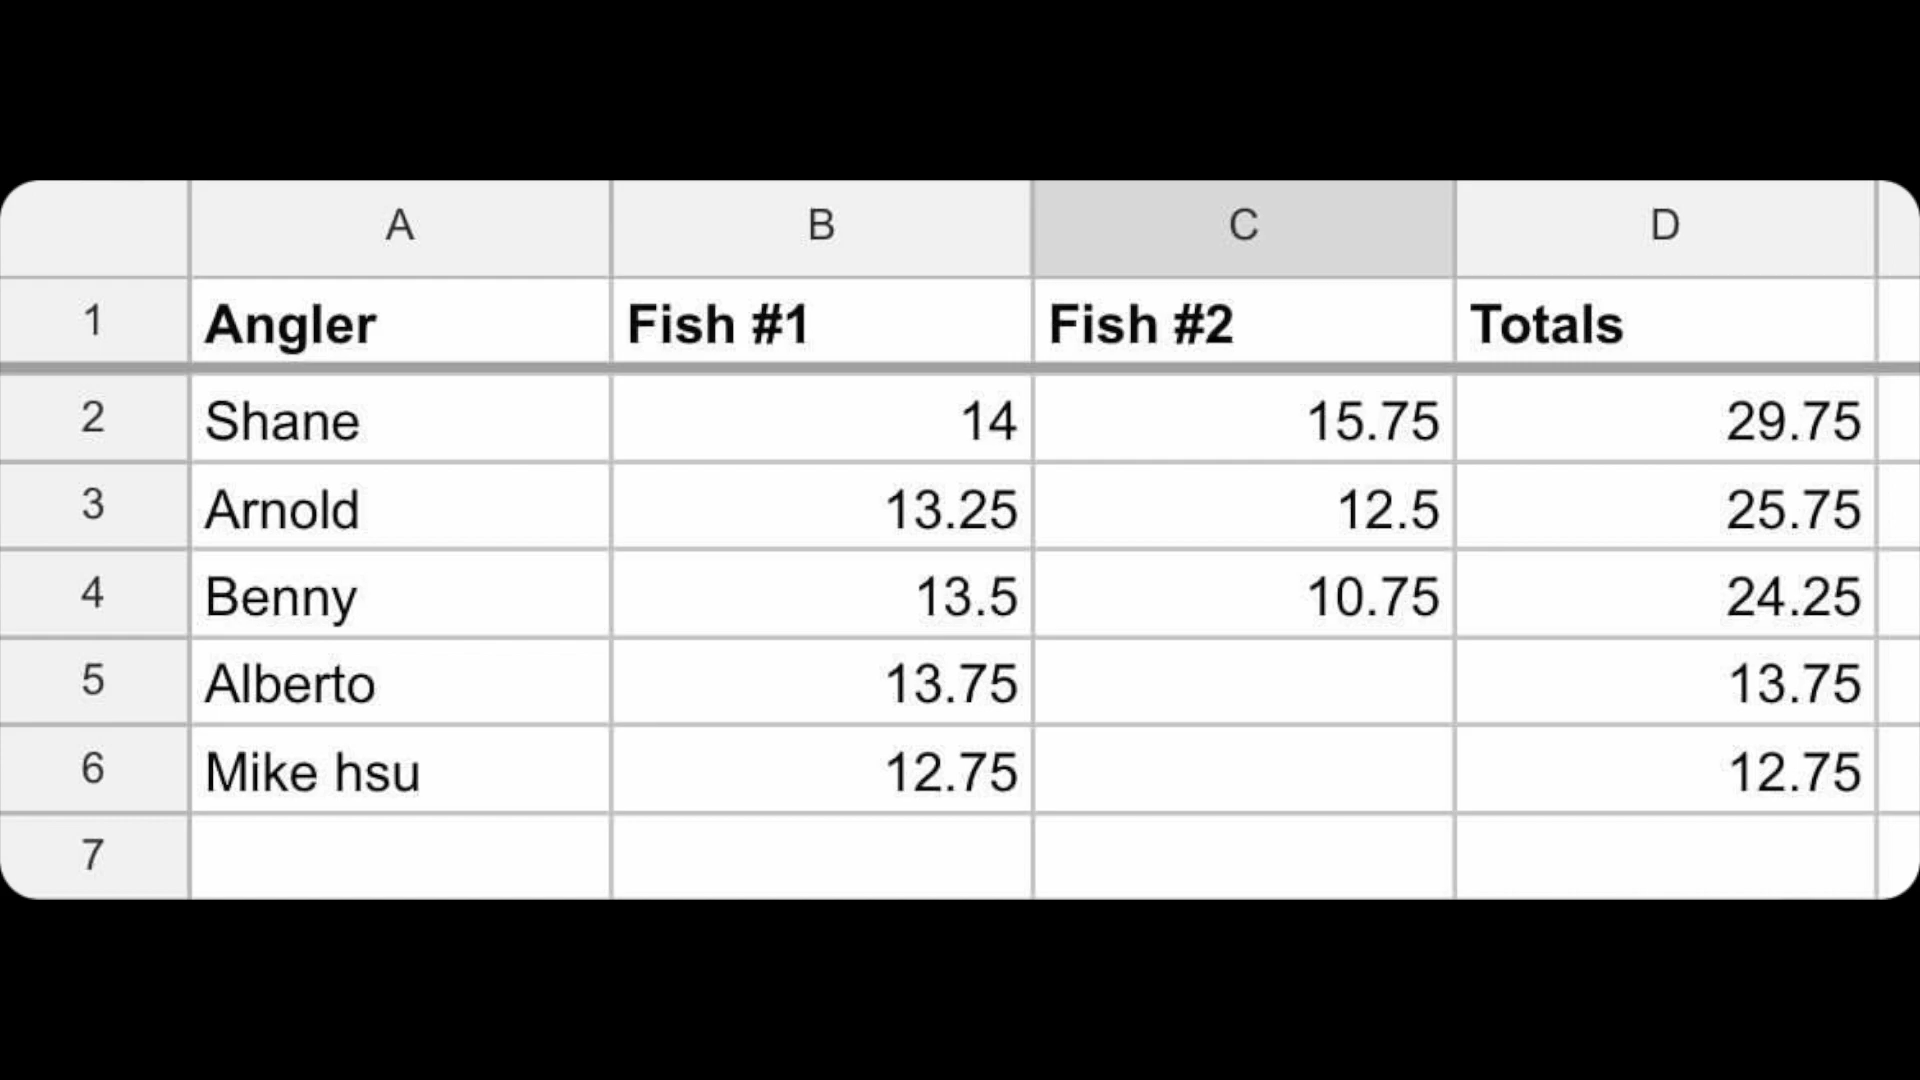 A B C D
1 Angler Fish #1 Fish #2 Totals
2 Shane 14 15.75 29.75
3 Arnold 13.25 12.5 25.75
4 Benny 13.5 10.75 24.25
5 Alberto 13.75 13.75
6 Mike hsu 12.75 12.75
7